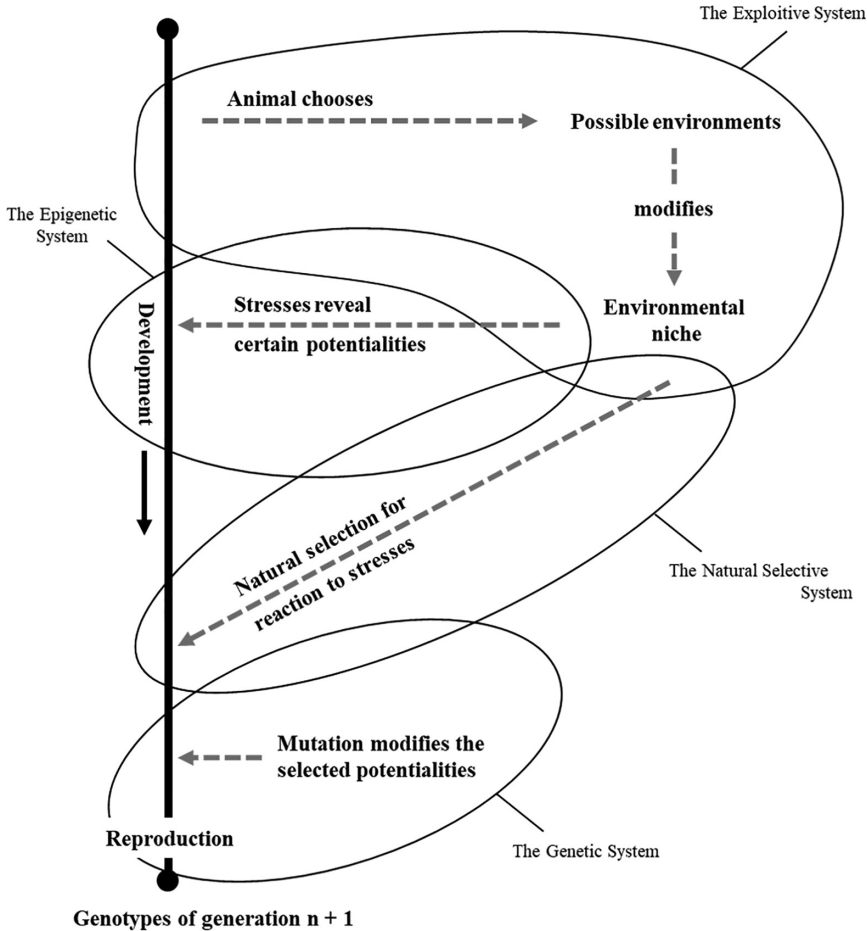 The Exploitive System
Animal chooses
Possible environments
modifies
The Epigenetic
System
Environmental
niche
Stresses reveal
certain potentialities
Development
Natural selection for
reaction to stresses
The Natural Selective
System
Mutation modifies the
selected potentialities
Reproduction
The Genetic System
Genotypes of generation n + 1